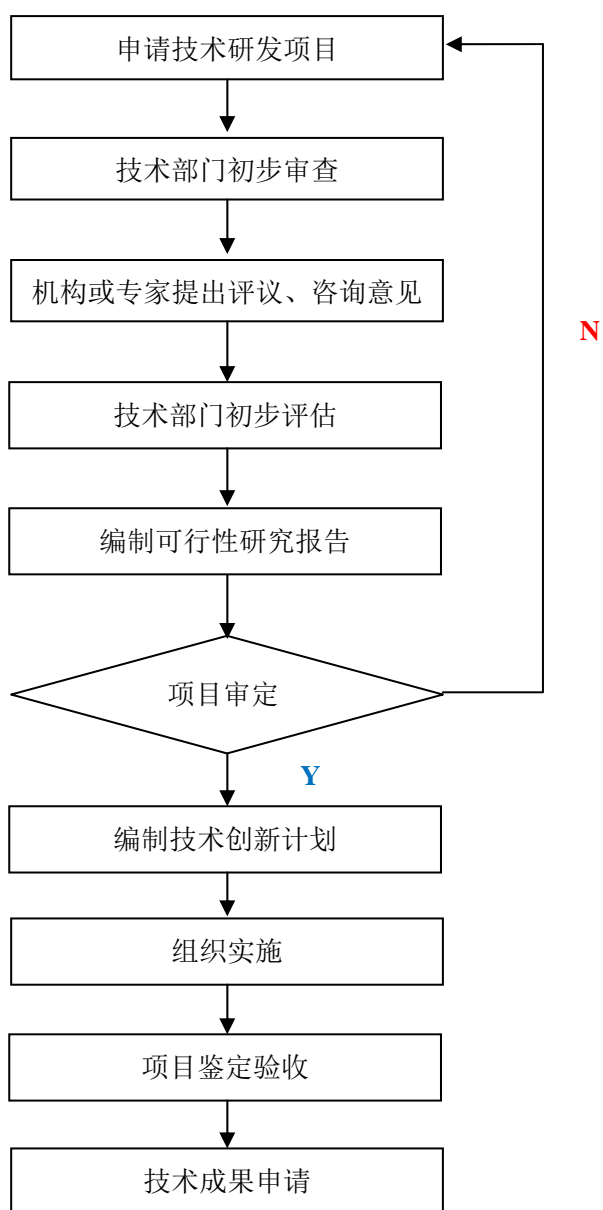 申请技术研发项目
技术部门初步审查
机构或专家提出评议、咨询意见
N
技术部门初步评估
编制可行性研究报告
项目审定
Y
编制技术创新计划
组织实施
项目鉴定验收
技术成果申请